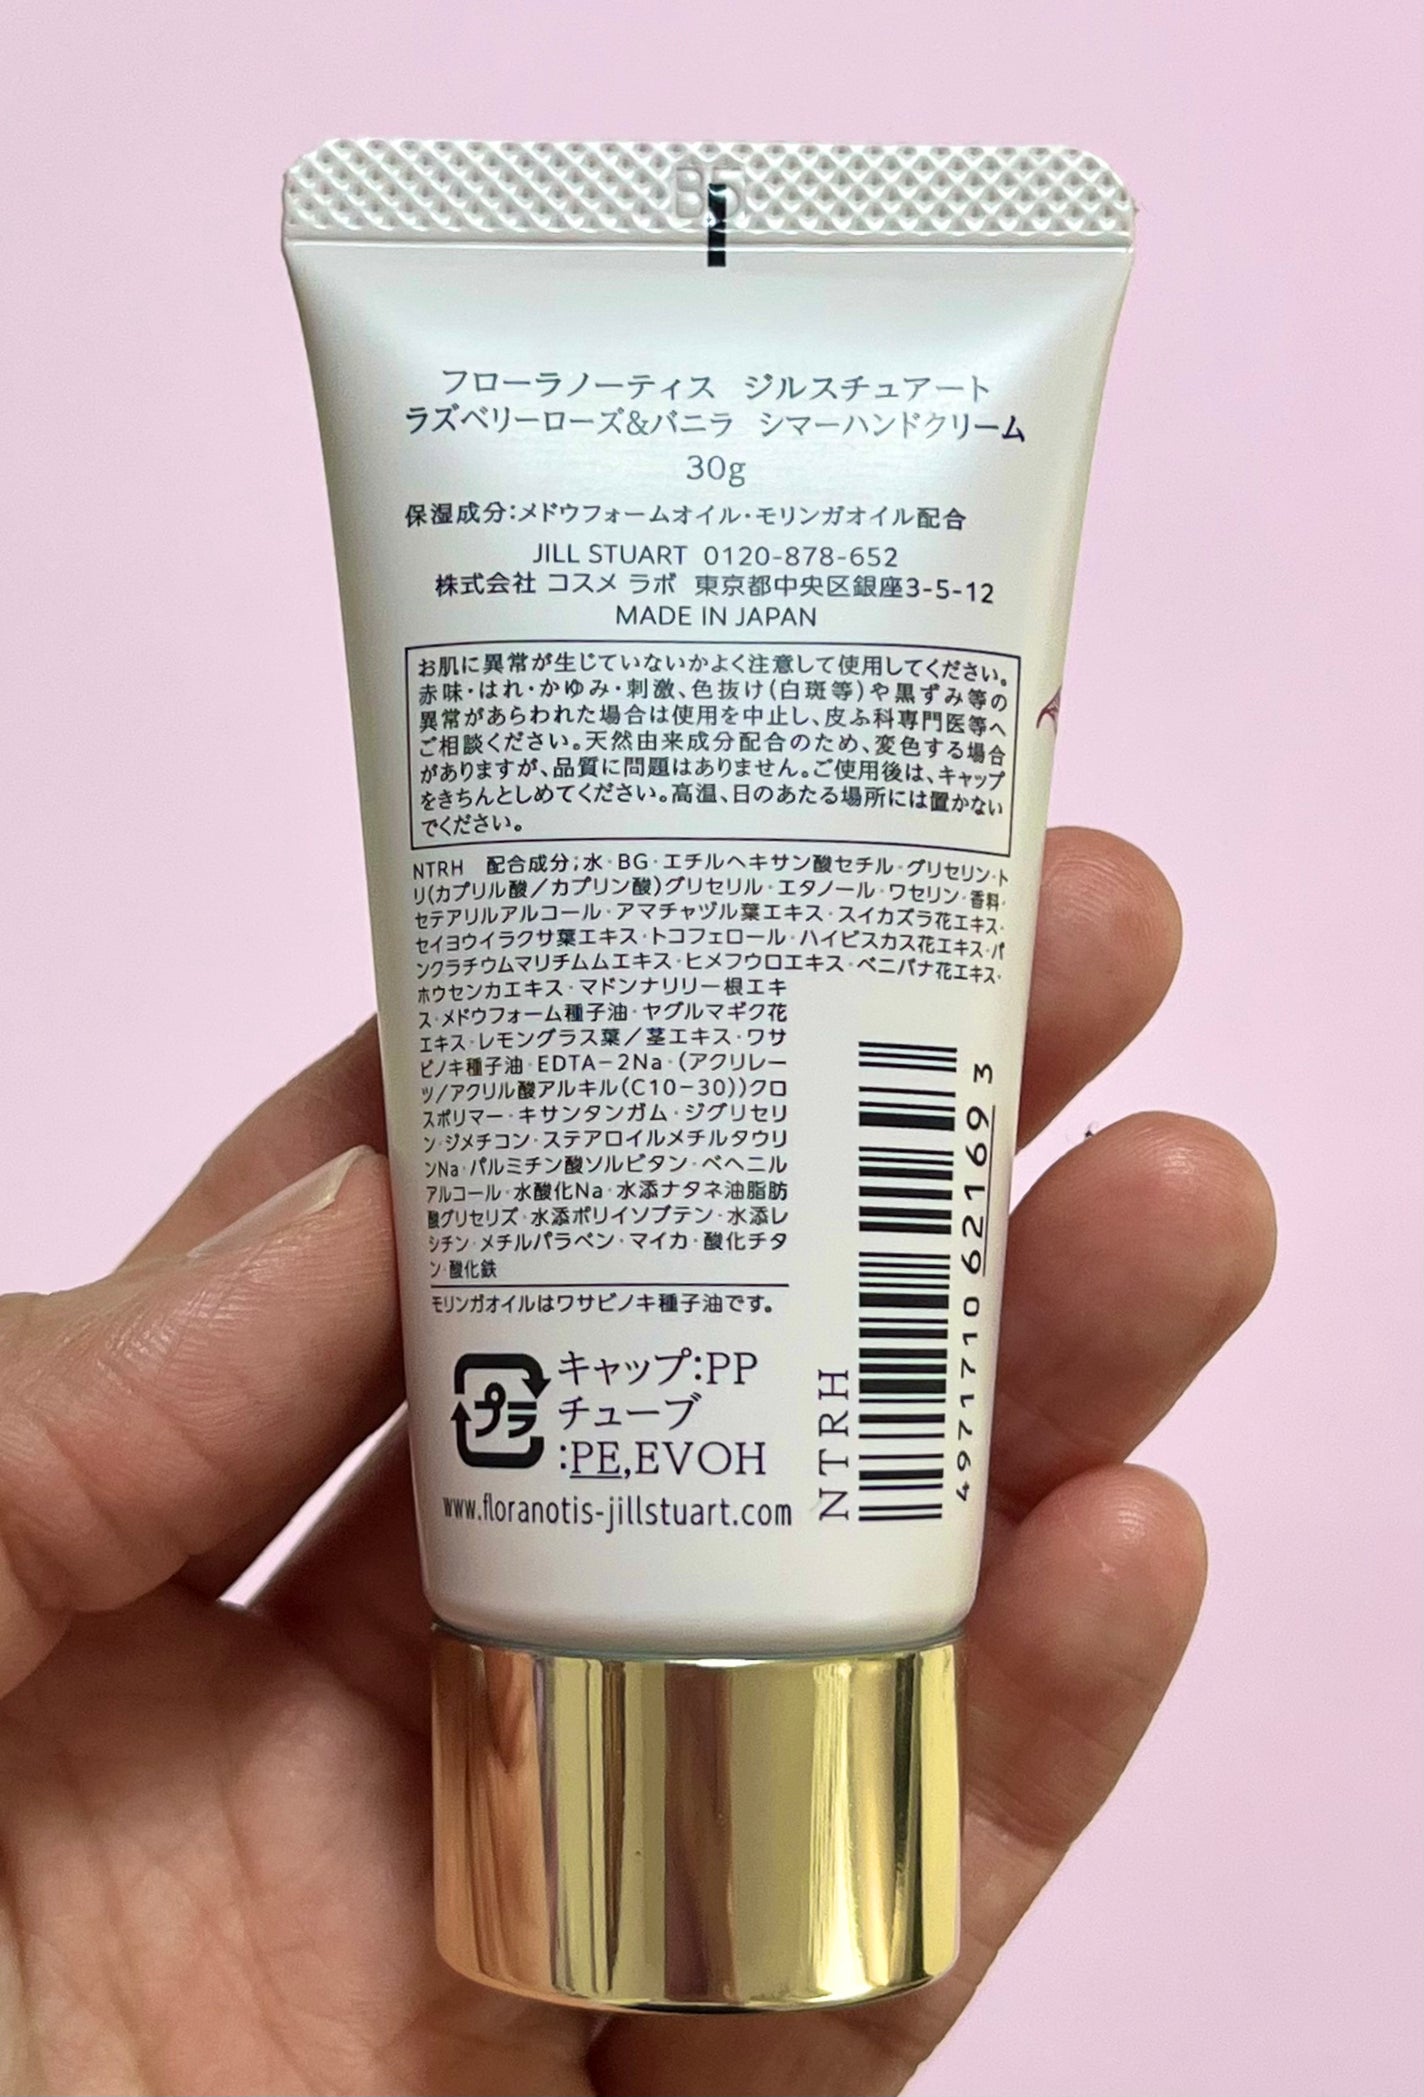 B5
フローラノーティス ジルスチュアート
ラズベリーローズ&バニラ シマーハンドクリーム
30g
保湿成分:メドウフォームオイル・モリンガオイル配合
JILL STUART 0120-878-652
株式会社 コスメ ラボ 東京都中央区銀座3-5-12
MADE IN JAPAN
お肌に異常が生じていないかよく注意して使用してください。
赤味・はれ・かゆみ・刺激、色抜け(白斑等)や黒ずみ等の
異常があらわれた場合は使用を中止し、皮ふ科専門医等へ
ご相談ください。天然由来成分配合のため、変色する場合
がありますが、品質に問題はありません。ご使用後は、キャップ
をきちんとしめてください。高温、日のあたる場所には置かない
でください。
NTRH 配合成分;水・BG・エチルヘキサン酸セチル・グリセリン・ト
リ(カプリル酸/カプリン酸)グリセリル・エタノール・ワセリン・香料・
セテアリルアルコール・アマチャヅル葉エキス・スイカズラ花エキス・
セイヨウイラクサ葉エキス・トコフェロール・ハイビスカス花エキス・パ
ンクラチウムマリチムムエキス・ヒメフウロエキス・ベニバナ花エキス・
ホウセンカエキス・マドンナリリー根エキ
ス・メドウフォーム種子油・ヤグルマギク花
エキス・レモングラス葉/茎エキス・ワサ
ビノキ種子油・EDTA-2Na・(アクリレー
ツ/アクリル酸アルキル(C10-30))クロ
スポリマー・キサンタンガム・ジグリセリ
ン・ジメチコン・ステアロイルメチルタウリ
ンNa・パルミチン酸ソルビタン・ベヘニル
アルコール・水酸化Na・水添ナタネ油脂肪
酸グリセリズ・水添ポリイソブテン・水添レ
シチン・メチルパラベン・マイカ・酸化チタ
ン・酸化鉄
モリンガオイルはワサビノキ種子油です。
プラ
キャップ:PP
チューブ
:PE,EVOH
www.floranotis-jillstuart.com
NTRH
4971710 621693